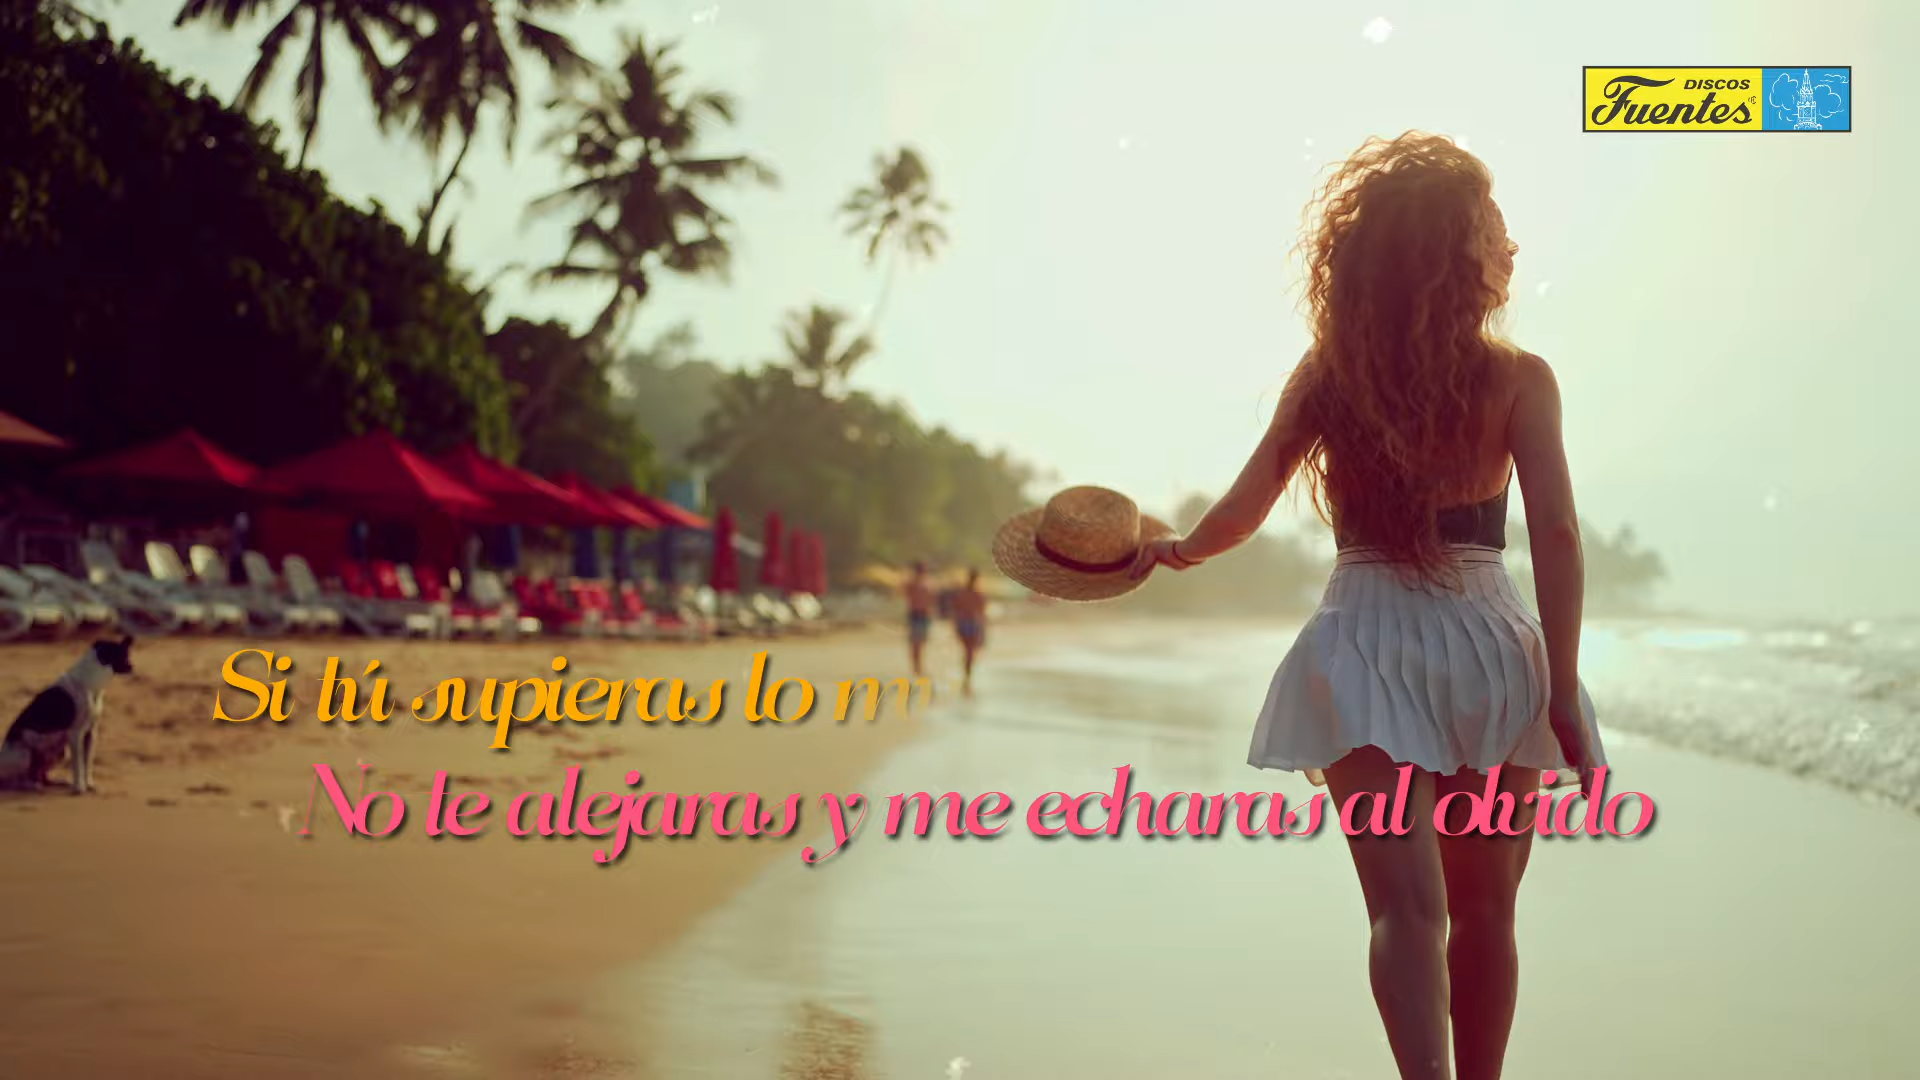 DISCOS
Fuentes
Si tú supieras lo
No te alejaras y me echaras al olvido